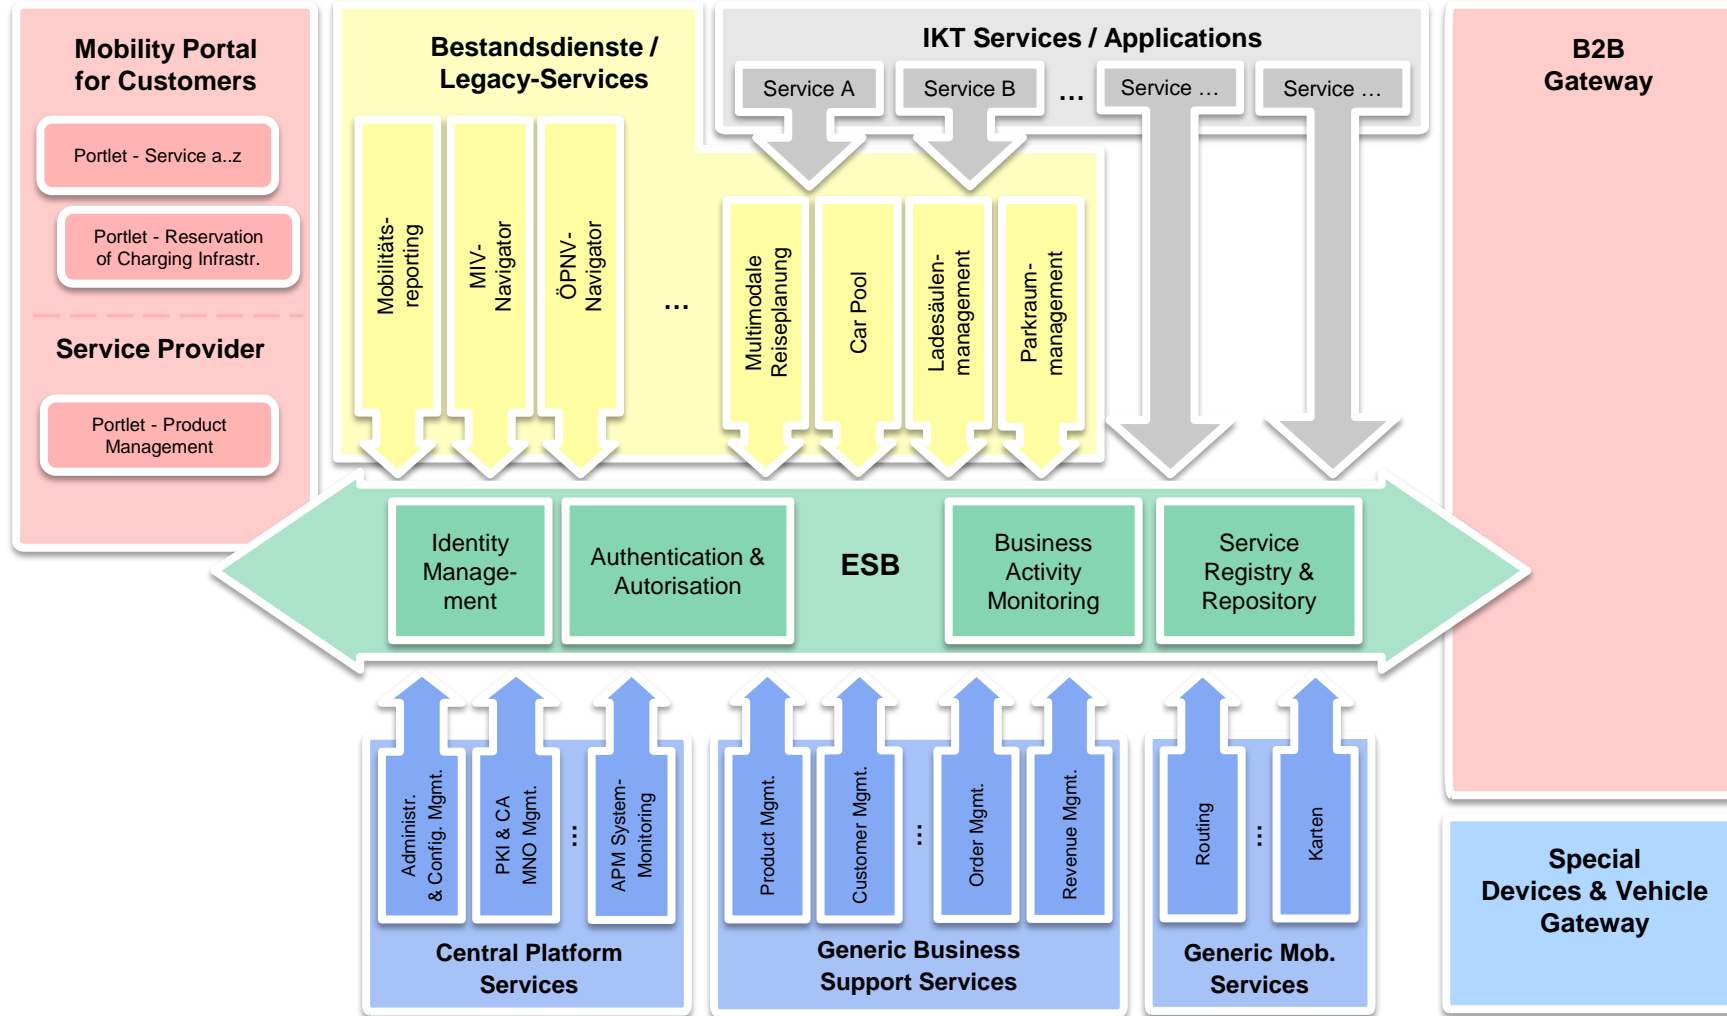 Mobility Portal
for Customers
Portlet - Service a..z
Portlet - Reservation
of Charging Infrastr.
Service Provider
Portlet - Product
Management
Bestandsdienste /
Legacy-Services
Mobilitäts-
reporting
MIV-
Navigator
ÖPNV-
Navigator
...
Multimodale
Reiseplanung
Car Pool
Ladesäulen-
management
Parkraum-
management
IKT Services / Applications
Service A
Service B
...
Service ...
Service ...
B2B
Gateway
Identity
Manage-
ment
Authentication &
Autorisation
ESB
Business
Activity
Monitoring
Service
Registry &
Repository
Administr.
& Config. Mgmt.
PKI & CA
MNO Mgmt.
...
APM System-
Monitoring
Central Platform
Services
Product Mgmt.
Customer Mgmt.
...
Order Mgmt.
Revenue Mgmt.
Generic Business
Support Services
Routing
...
Karten
Generic Mob.
Services
Special
Devices & Vehicle
Gateway